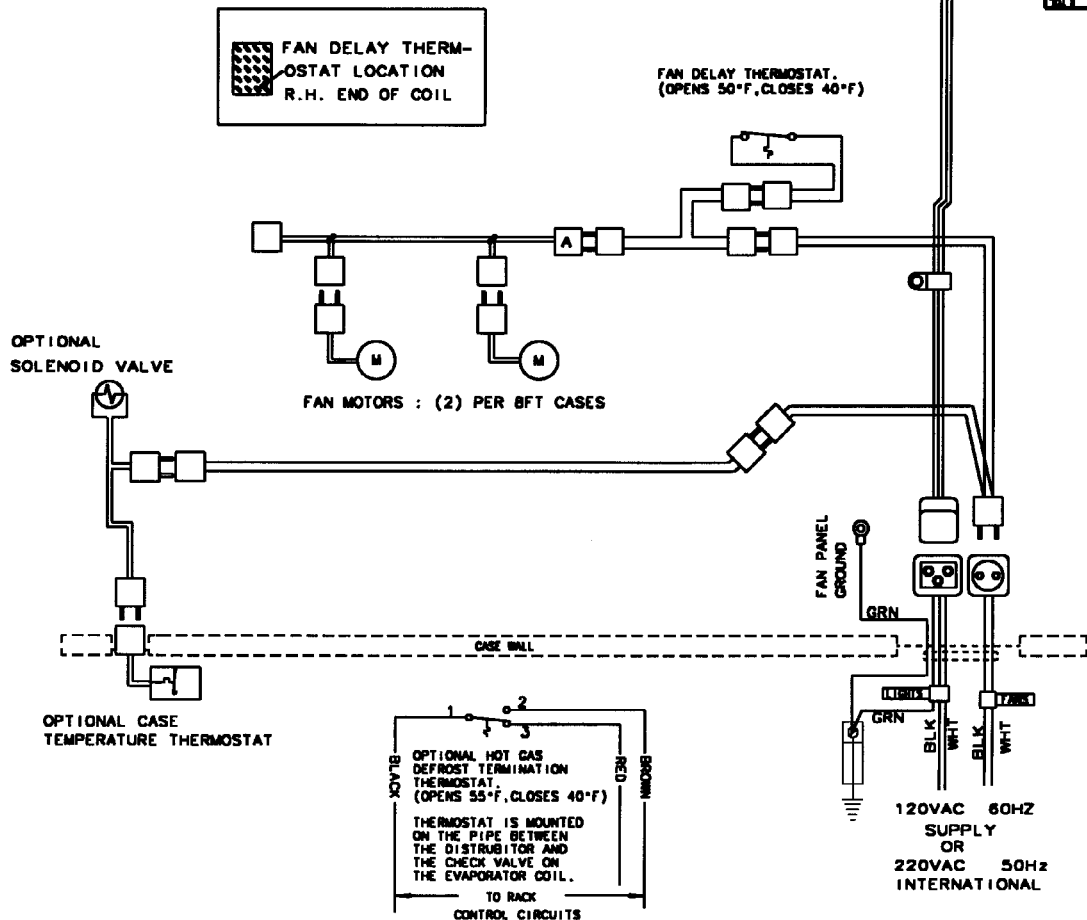 FAN DELAY THERM-
OSTAT LOCATION
R.H. END OF COIL
FAN DELAY THERMOSTAT.
(OPENS 50°F,CLOSES 40°F)
A
M
M
FAN MOTORS : (2) PER 8FT CASES
OPTIONAL
SOLENOID VALVE
FAN PANEL
GROUND
GRN
CASE WALL
OPTIONAL CASE
TEMPERATURE THERMOSTAT
LIGHTS
FANS
GRN
BLK
WHT
BLK
WHT
1
2
3
BLACK
RED
BROWN
OPTIONAL HOT GAS
DEFROST TERMINATION
THERMOSTAT.
(OPENS 55°F,CLOSES 40°F)
THERMOSTAT IS MOUNTED
ON THE PIPE BETWEEN
THE DISTRUBITOR AND
THE CHECK VALVE ON
THE EVAPORATOR COIL.
TO RACK
CONTROL CIRCUITS
120VAC 60HZ
SUPPLY
OR
220VAC 50Hz
INTERNATIONAL